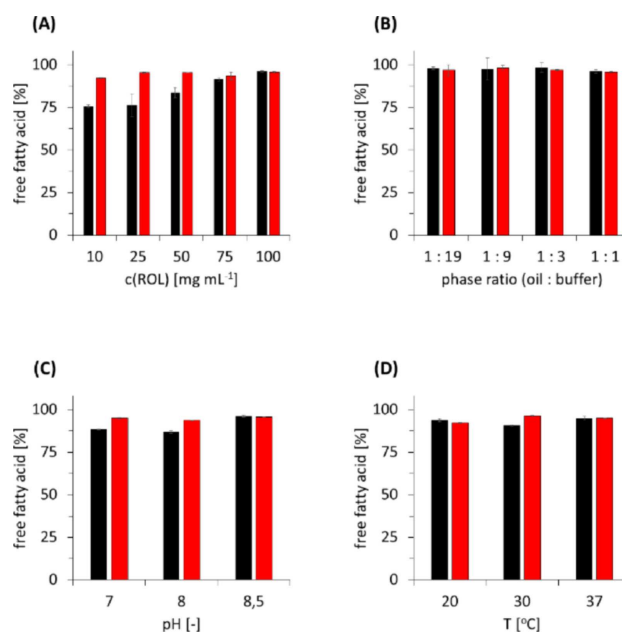 (A)
free fatty acid [%]
100
75
50
25
0
10 25 50 75 100
c(ROL) [mg mL⁻¹]
(B)
free fatty acid [%]
100
75
50
25
0
1 : 19 1 : 9 1 : 3 1 : 1
phase ratio (oil : buffer)
(C)
free fatty acid [%]
100
75
50
25
0
7 8 8,5
pH [-]
(D)
free fatty acid [%]
100
75
50
25
0
20 30 37
T [°C]